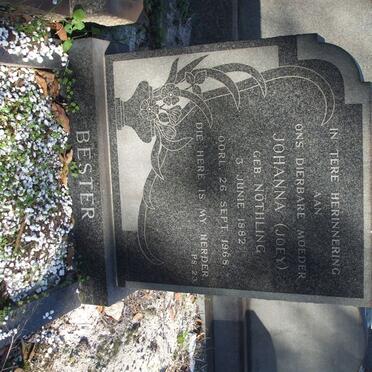 IN TERE HERINNERING
AAN
ONS DIERBARE MOEDER
JOHANNA (JOEY)
GEB. NÖTHLING
3 JUNIE 1882
OORL. 26 SEPT. 1968
DIE HERE IS MY HERDER
PS. 23
BESTER